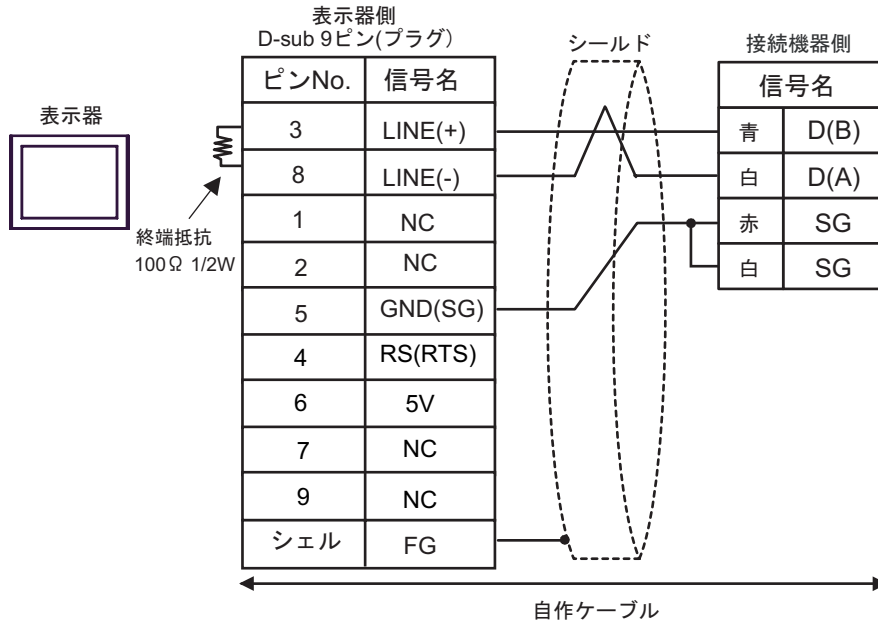 表示器側
D-sub 9ピン(プラグ)
シールド
接続機器側
表示器
ピンNo. 信号名
信号名
3 LINE(+)
青 D(B)
8 LINE(-)
白 D(A)
1 NC
赤 SG
2 NC
白 SG
終端抵抗
100Ω 1/2W
5 GND(SG)
4 RS(RTS)
6 5V
7 NC
9 NC
シェル FG
自作ケーブル